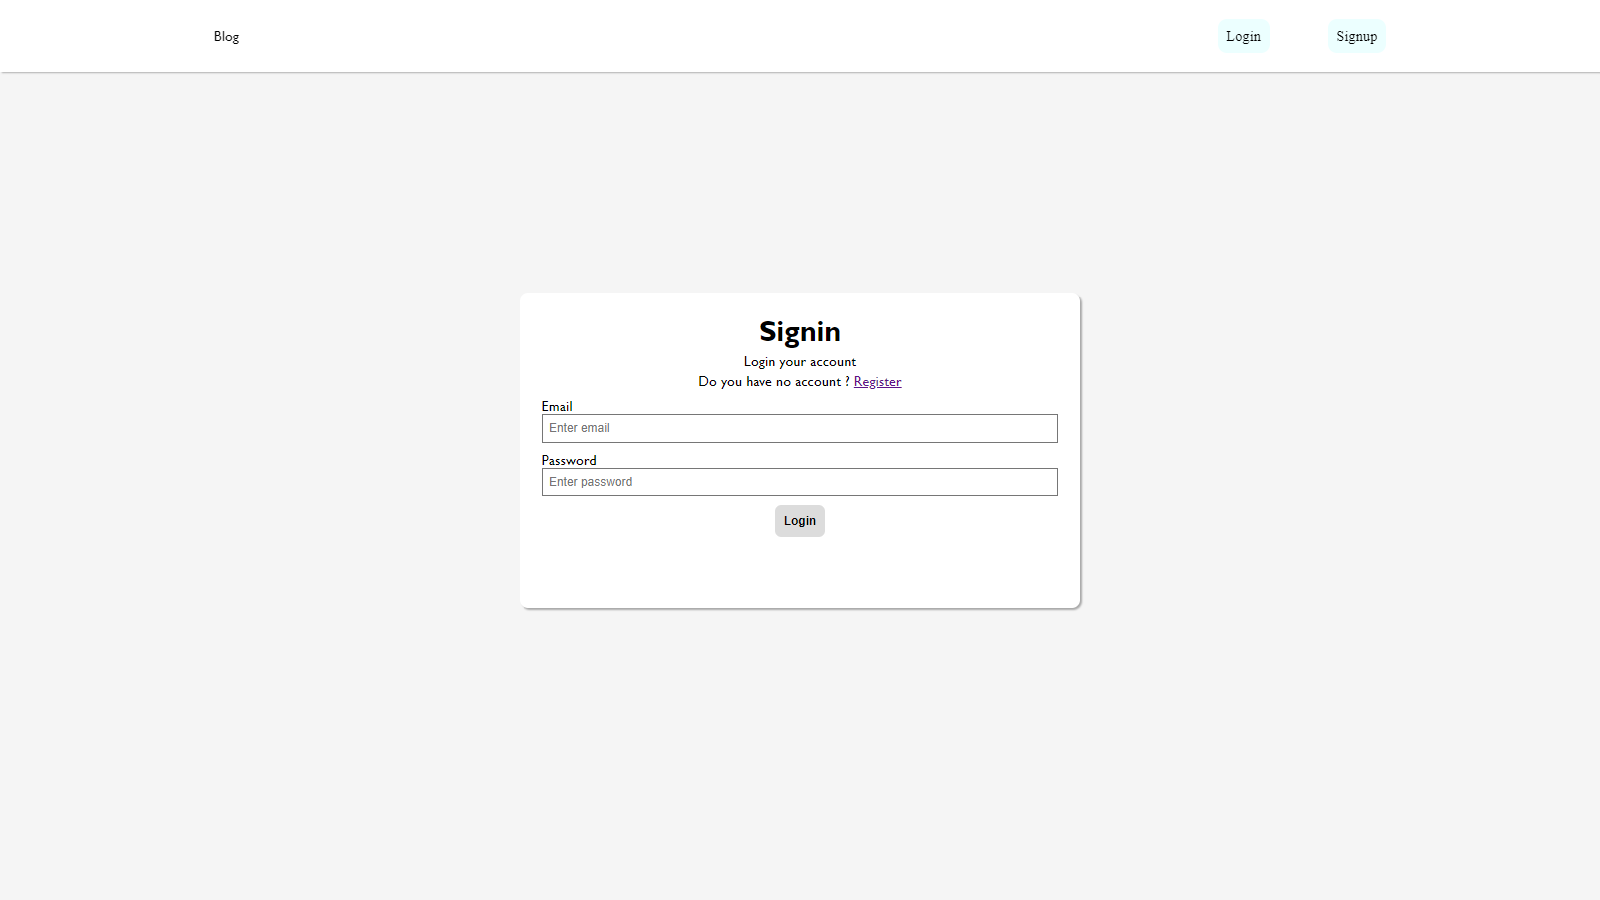 Blog
Login
Signup
Signin
Login your account
Do you have no account ? Register
Email
Enter email
Password
Enter password
Login